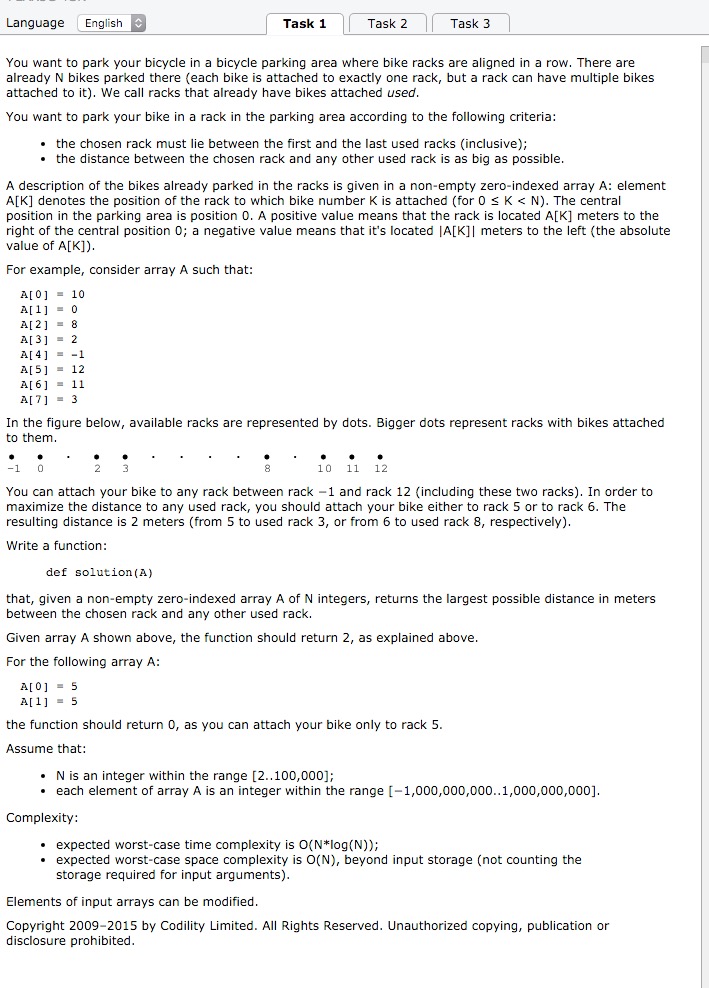 Language English Task 1 Task 2 Task 3
You want to park your bicycle in a bicycle parking area where bike racks are aligned in a row. There are
already N bikes parked there (each bike is attached to exactly one rack, but a rack can have multiple bikes
attached to it). We call racks that already have bikes attached used.
You want to park your bike in a rack in the parking area according to the following criteria:
• the chosen rack must lie between the first and the last used racks (inclusive);
• the distance between the chosen rack and any other used rack is as big as possible.
A description of the bikes already parked in the racks is given in a non-empty zero-indexed array A: element
A[K] denotes the position of the rack to which bike number K is attached (for 0 ≤ K < N). The central
position in the parking area is position 0. A positive value means that the rack is located A[K] meters to the
right of the central position 0; a negative value means that it's located |A[K]| meters to the left (the absolute
value of A[K]).
For example, consider array A such that:
A[0] = 10
A[1] = 0
A[2] = 8
A[3] = 2
A[4] = -1
A[5] = 12
A[6] = 11
A[7] = 3
In the figure below, available racks are represented by dots. Bigger dots represent racks with bikes attached
to them.
-1 0 2 3 8 10 11 12
You can attach your bike to any rack between rack −1 and rack 12 (including these two racks). In order to
maximize the distance to any used rack, you should attach your bike either to rack 5 or to rack 6. The
resulting distance is 2 meters (from 5 to used rack 3, or from 6 to used rack 8, respectively).
Write a function:
def solution(A)
that, given a non-empty zero-indexed array A of N integers, returns the largest possible distance in meters
between the chosen rack and any other used rack.
Given array A shown above, the function should return 2, as explained above.
For the following array A:
A[0] = 5
A[1] = 5
the function should return 0, as you can attach your bike only to rack 5.
Assume that:
• N is an integer within the range [2..100,000];
• each element of array A is an integer within the range [−1,000,000,000..1,000,000,000].
Complexity:
• expected worst-case time complexity is O(N*log(N));
• expected worst-case space complexity is O(N), beyond input storage (not counting the
storage required for input arguments).
Elements of input arrays can be modified.
Copyright 2009–2015 by Codility Limited. All Rights Reserved. Unauthorized copying, publication or
disclosure prohibited.